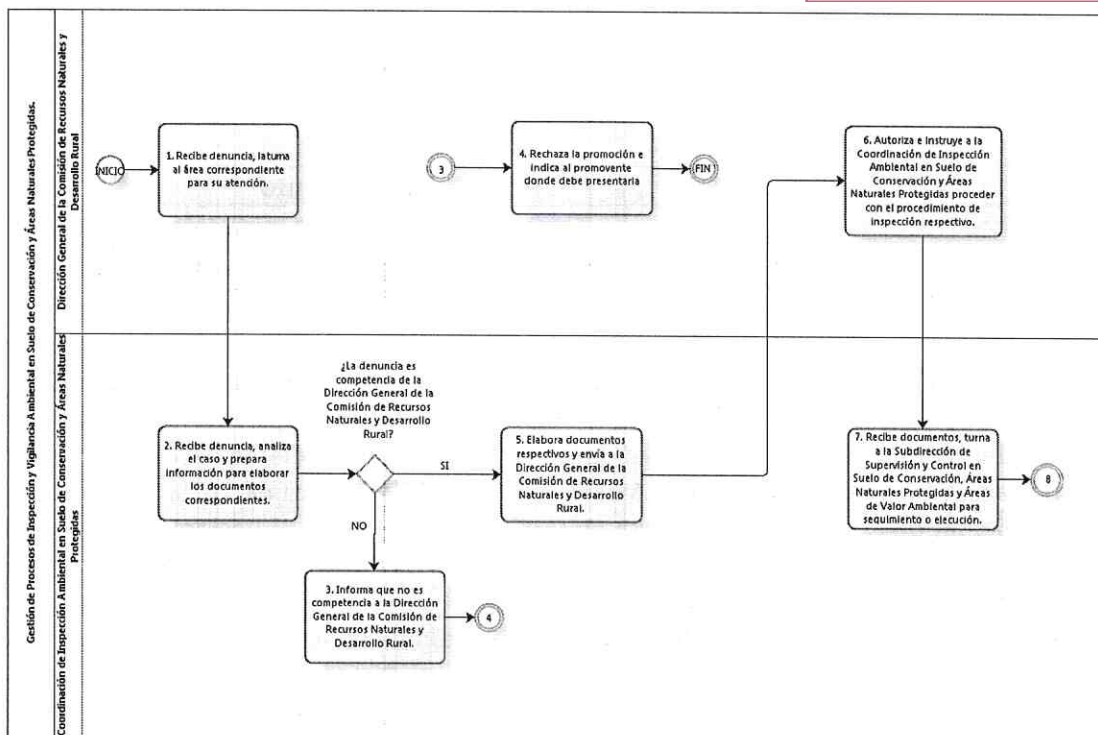 Gestión de Procesos de Inspección y Vigilancia Ambiental en Suelo de Conservación y Áreas Naturales Protegidas.
Dirección General de la Comisión de Recursos Naturales y
Desarrollo Rural
INICIO
1. Recibe denuncia, la turna
al área correspondiente
para su atención.
3
4. Rechaza la promoción e
indica al promovente
donde debe presentarla
FIN
6. Autoriza e instruye a la
Coordinación de Inspección
Ambiental en Suelo de
Conservación y Áreas
Naturales Protegidas proceder
con el procedimiento de
inspección respectivo.
Coordinación de Inspección Ambiental en Suelo de Conservación y Áreas Naturales
Protegidas
2. Recibe denuncia, analiza
el caso y prepara
información para elaborar
los documentos
correspondientes.
¿La denuncia es
competencia de la
Dirección General de la
Comisión de Recursos
Naturales y Desarrollo
Rural?
SI
NO
3. Informa que no es
competencia a la Dirección
General de la Comisión de
Recursos Naturales y
Desarrollo Rural.
4
5. Elabora documentos
respectivos y envía a la
Dirección General de la
Comisión de Recursos
Naturales y Desarrollo
Rural.
7. Recibe documentos, turna
a la Subdirección de
Supervisión y Control en
Suelo de Conservación, Áreas
Naturales Protegidas y Áreas
de Valor Ambiental para
seguimiento o ejecución.
8